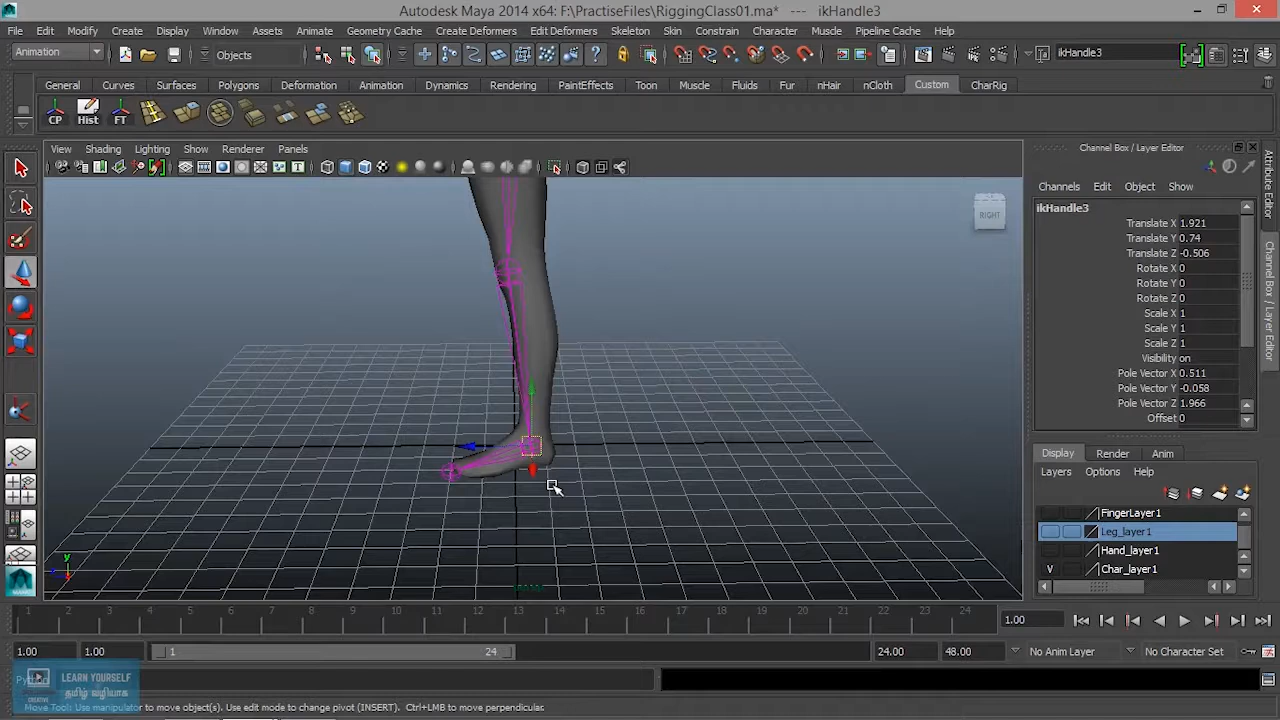 Autodesk Maya 2014 x64: F:\PractiseFiles\RiggingClass01.ma* --- ikHandle3
File Edit Modify Create Display Window Assets Animate Geometry Cache Create Deformers Edit Deformers Skeleton Skin Constrain Character Muscle Pipeline Cache Help
Animation Objects ikHandle3
General Curves Surfaces Polygons Deformation Animation Dynamics Rendering PaintEffects Toon Muscle Fluids Fur nHair nCloth Custom CharRig
CP Hist FT
View Shading Lighting Show Renderer Panels
Channel Box / Layer Editor
Channels Edit Object Show
ikHandle3
Translate X 1.921
Translate Y 0.74
Translate Z -0.506
Rotate X 0
Rotate Y 0
Rotate Z 0
Scale X 1
Scale Y 1
Scale Z 1
Visibility on
Pole Vector X 0.511
Pole Vector Y -0.058
Pole Vector Z 1.966
Offset 0
Attribute Editor
Channel Box / Layer Editor
RIGHT
y
Display Render Anim
Layers Options Help
FingerLayer1
Leg_layer1
Hand_layer1
V Char_layer1
1 2 3 4 5 6 7 8 9 10 11 12 13 14 15 16 17 18 19 20 21 22 23 24 1.00
1.00 1.00 1 24 24.00 48.00 No Anim Layer No Character Set
LEARN YOURSELF
தமிழ் வழியாக
CREATIVE
Move Tool: Use manipulator to move object(s). Use edit mode to change pivot (INSERT). Ctrl+LMB to move perpendicular.